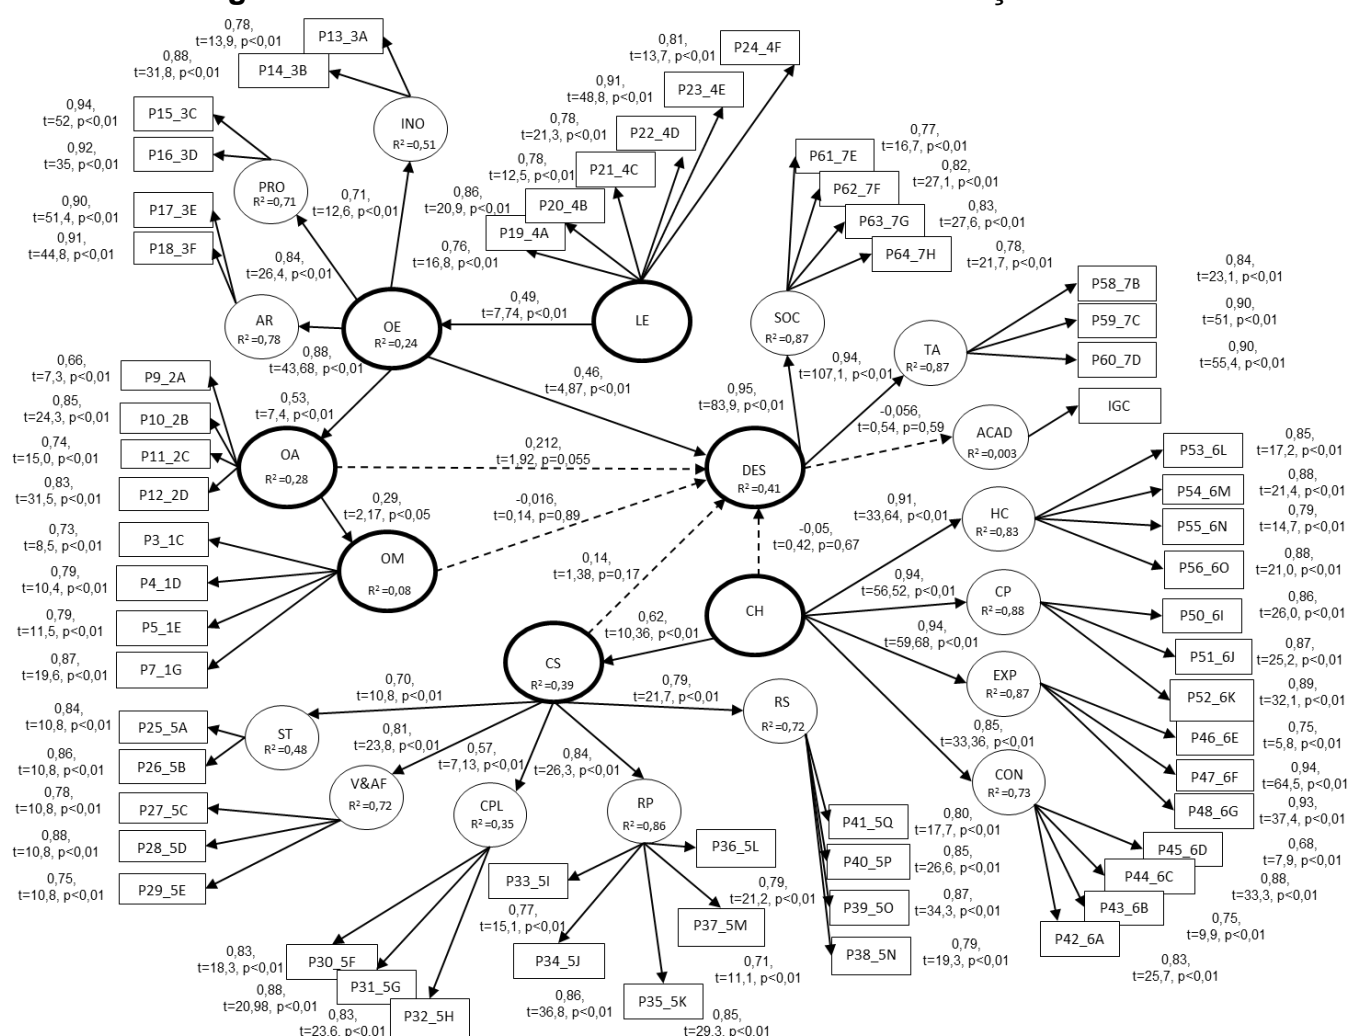 0,78,
t=13,9, p<0,01
P13_3A
0,88,
t=31,8, p<0,01
P14_3B
0,94,
t=52, p<0,01
P15_3C
0,92,
t=35, p<0,01
P16_3D
0,90,
t=51,4, p<0,01
P17_3E
0,91,
t=44,8, p<0,01
P18_3F
INO
R²=0,51
PRO
R²=0,71
AR
R²=0,78
0,71,
t=12,6, p<0,01
0,84,
t=26,4, p<0,01
0,88,
t=43,68, p<0,01
OE
R²=0,24
0,49,
t=7,74, p<0,01
LE
0,81,
t=13,7, p<0,01
P24_4F
0,91,
t=48,8, p<0,01
P23_4E
0,78,
t=21,3, p<0,01
P22_4D
0,78,
t=12,5, p<0,01
P21_4C
0,86,
t=20,9, p<0,01
P20_4B
P19_4A
0,76,
t=16,8, p<0,01
P61_7E
0,77,
t=16,7, p<0,01
P62_7F
0,82,
t=27,1, p<0,01
P63_7G
0,83,
t=27,6, p<0,01
P64_7H
0,78,
t=21,7, p<0,01
SOC
R²=0,87
TA
R²=0,87
P58_7B
0,84,
t=23,1, p<0,01
P59_7C
0,90,
t=51, p<0,01
P60_7D
0,90,
t=55,4, p<0,01
0,94,
t=107,1, p<0,01
0,95,
t=83,9, p<0,01
0,46,
t=4,87, p<0,01
-0,056,
t=0,54, p=0,59
ACAD
R²=0,003
IGC
0,66,
t=7,3, p<0,01
P9_2A
0,85,
t=24,3, p<0,01
P10_2B
0,74,
t=15,0, p<0,01
P11_2C
0,83,
t=31,5, p<0,01
P12_2D
0,53,
t=7,4, p<0,01
OA
R²=0,28
0,212,
t=1,92, p=0,055
DES
R²=0,41
0,29,
t=2,17, p<0,05
-0,016,
t=0,14, p=0,89
OM
R²=0,08
0,73,
t=8,5, p<0,01
P3_1C
0,79,
t=10,4, p<0,01
P4_1D
0,79,
t=11,5, p<0,01
P5_1E
0,87,
t=19,6, p<0,01
P7_1G
0,14,
t=1,38, p=0,17
-0,05,
t=0,42, p=0,67
CH
0,62,
t=10,36, p<0,01
CS
R²=0,39
0,91,
t=33,64, p<0,01
HC
R²=0,83
P53_6L
0,85,
t=17,2, p<0,01
P54_6M
0,88,
t=21,4, p<0,01
P55_6N
0,79,
t=14,7, p<0,01
P56_6O
0,88,
t=21,0, p<0,01
0,94,
t=56,52, p<0,01
CP
R²=0,88
P50_6I
0,86,
t=26,0, p<0,01
P51_6J
0,87,
t=25,2, p<0,01
P52_6K
0,89,
t=32,1, p<0,01
0,94,
t=59,68, p<0,01
EXP
R²=0,87
P46_6E
0,75,
t=5,8, p<0,01
P47_6F
0,94,
t=64,5, p<0,01
P48_6G
0,93,
t=37,4, p<0,01
0,85,
t=33,36, p<0,01
CON
R²=0,73
P45_6D
0,68,
t=7,9, p<0,01
P44_6C
0,88,
t=33,3, p<0,01
P43_6B
0,75,
t=9,9, p<0,01
P42_6A
0,83,
t=25,7, p<0,01
0,70,
t=10,8, p<0,01
ST
R²=0,48
0,84,
t=10,8, p<0,01
P25_5A
0,86,
t=10,8, p<0,01
P26_5B
0,81,
t=23,8, p<0,01
V&AF
R²=0,72
0,78,
t=10,8, p<0,01
P27_5C
0,88,
t=10,8, p<0,01
P28_5D
0,75,
t=10,8, p<0,01
P29_5E
0,57,
t=7,13, p<0,01
CPL
R²=0,35
0,83,
t=18,3, p<0,01
P30_5F
0,88,
t=20,98, p<0,01
P31_5G
0,83,
t=23,6, p<0,01
P32_5H
0,84,
t=26,3, p<0,01
RP
R²=0,86
P33_5I
0,77,
t=15,1, p<0,01
P34_5J
0,86,
t=36,8, p<0,01
P35_5K
0,85,
t=29,3, p<0,01
P36_5L
0,79,
t=21,2, p<0,01
P37_5M
0,71,
t=11,1, p<0,01
0,79,
t=21,7, p<0,01
RS
R²=0,72
P41_5Q
0,80,
t=17,7, p<0,01
P40_5P
0,85,
t=26,6, p<0,01
P39_5O
0,87,
t=34,3, p<0,01
P38_5N
0,79,
t=19,3, p<0,01